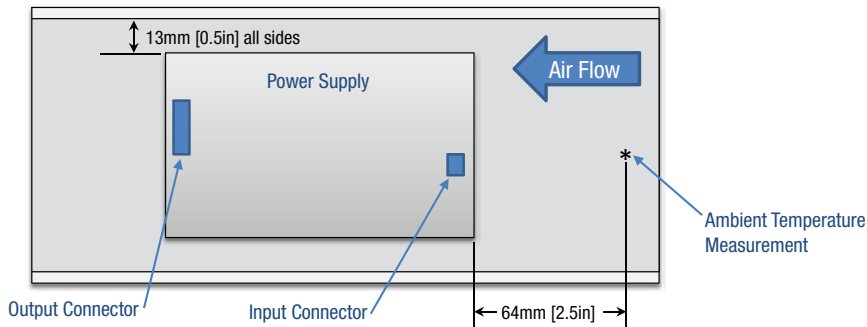 13mm [0.5in] all sides
Power Supply
Air Flow
*
Ambient Temperature
Measurement
Output Connector
Input Connector
64mm [2.5in]